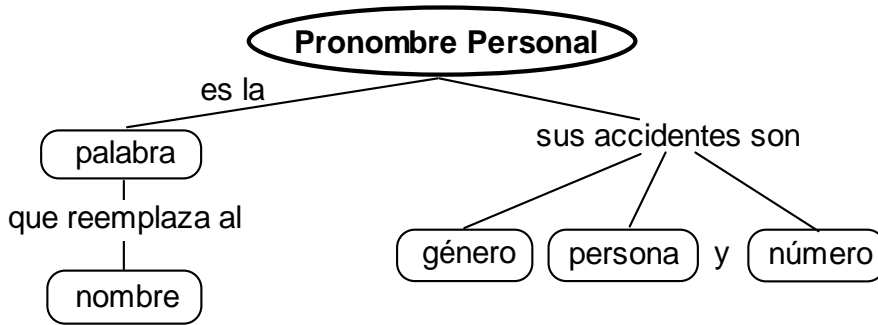 Pronombre Personal
es la
sus accidentes son
palabra
que reemplaza al
género persona y número
nombre